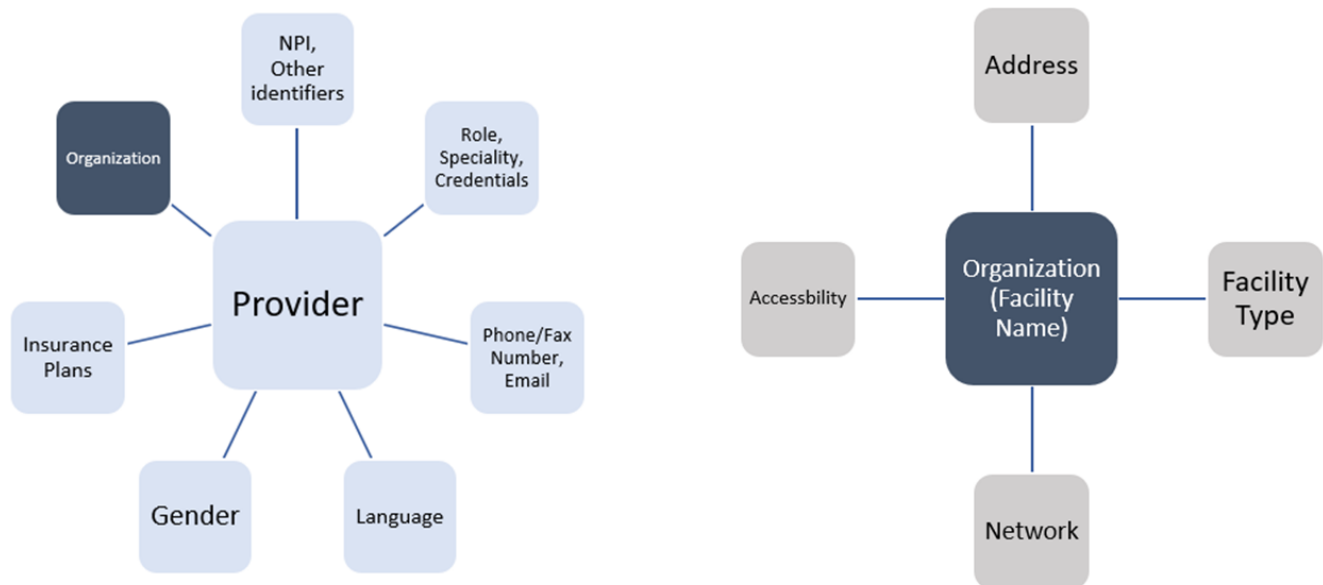 NPI,
Other
identifiers
Organization
Role,
Speciality,
Credentials
Provider
Insurance
Plans
Phone/Fax
Number,
Email
Gender
Language
Address
Accessbility
Organization
(Facility
Name)
Facility
Type
Network